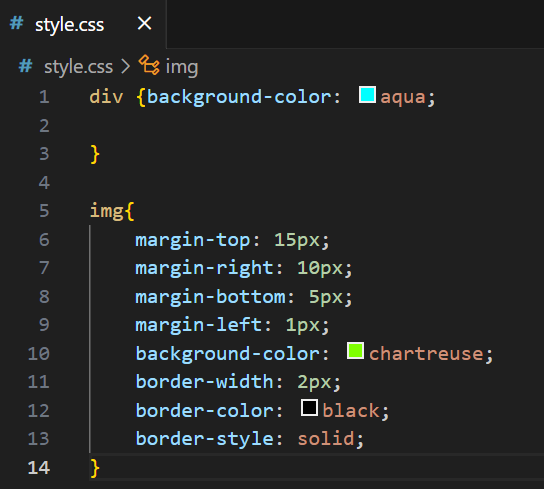 # style.css ×
# style.css > img
1 div {background-color: aqua;
2
3 }
4
5 img{
6 margin-top: 15px;
7 margin-right: 10px;
8 margin-bottom: 5px;
9 margin-left: 1px;
10 background-color: chartreuse;
11 border-width: 2px;
12 border-color: black;
13 border-style: solid;
14 }